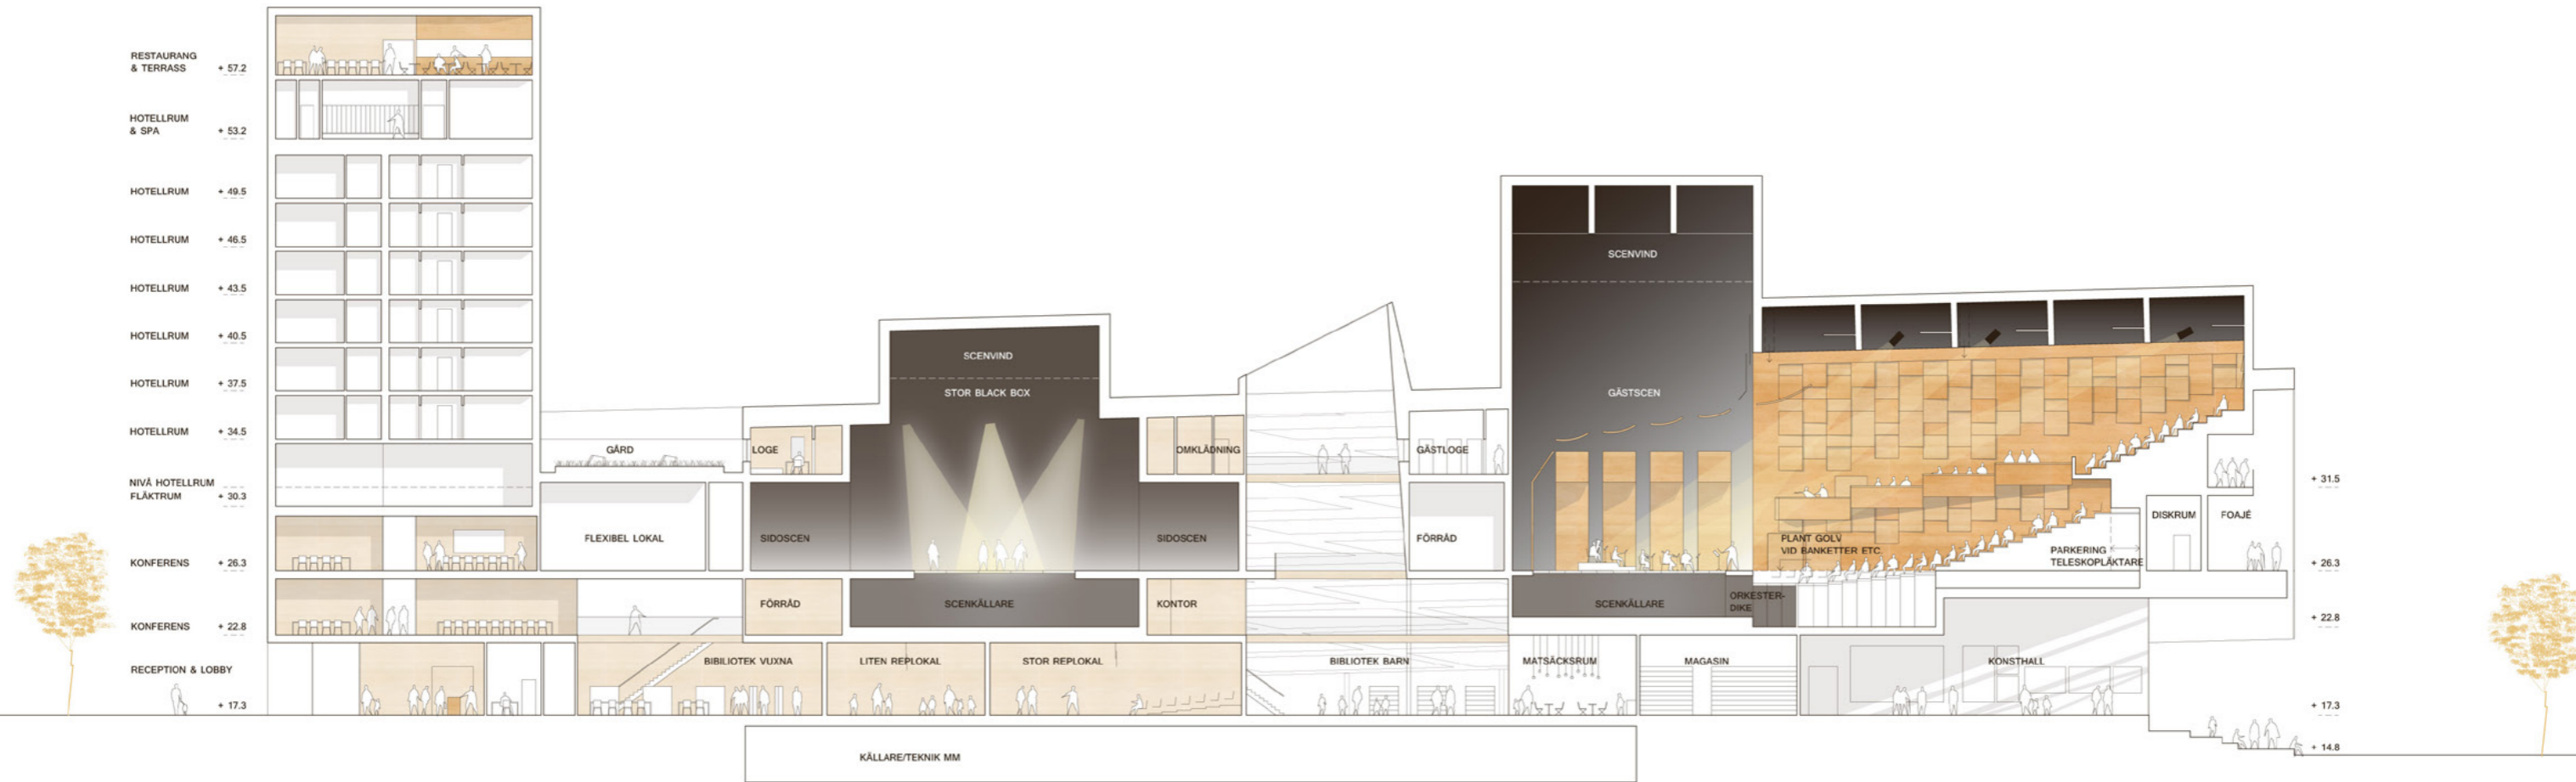 RESTAURANG
& TERRASS + 57.2
HOTELLRUM
& SPA + 53.2
HOTELLRUM + 49.5
HOTELLRUM + 46.5
HOTELLRUM + 43.5
HOTELLRUM + 40.5
HOTELLRUM + 37.5
HOTELLRUM + 34.5
NIVÅ HOTELLRUM
FLÄKTRUM + 30.3
KONFERENS + 26.3
KONFERENS + 22.8
RECEPTION & LOBBY
+ 17.3
GÅRD
FLEXIBEL LOKAL
LOGE
SCENVIND
STOR BLACK BOX
OMKLÄDNING
SIDOSCEN
SIDOSCEN
FÖRRÅD
SCENKÄLLARE
KONTOR
BIBILIOTEK VUXNA
LITEN REPLOKAL
STOR REPLOKAL
BIBLIOTEK BARN
KÄLLARE/TEKNIK MM
GÄSTLOGE
FÖRRÅD
SCENVIND
GÄSTSCEN
SCENKÄLLARE
ORKESTER-
DIKE
PLANT GOLV
VID BANKETTER ETC.
PARKERING
TELESKOPLÄKTARE
DISKRUM
FOAJÉ
MATSÄCKSRUM
MAGASIN
KONSTHALL
+ 31.5
+ 26.3
+ 22.8
+ 17.3
+ 14.8